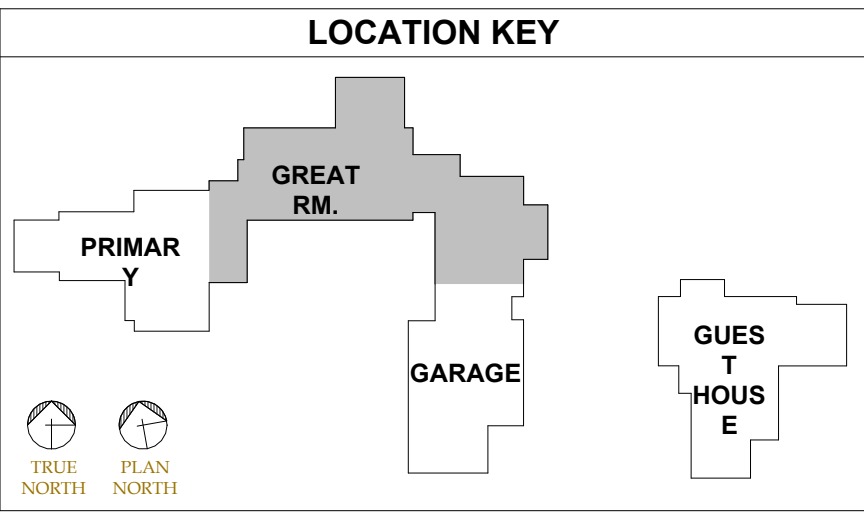 LOCATION KEY
GREAT
RM.
PRIMAR
Y
GARAGE
GUES
T
HOUS
E
TRUE
NORTH
PLAN
NORTH